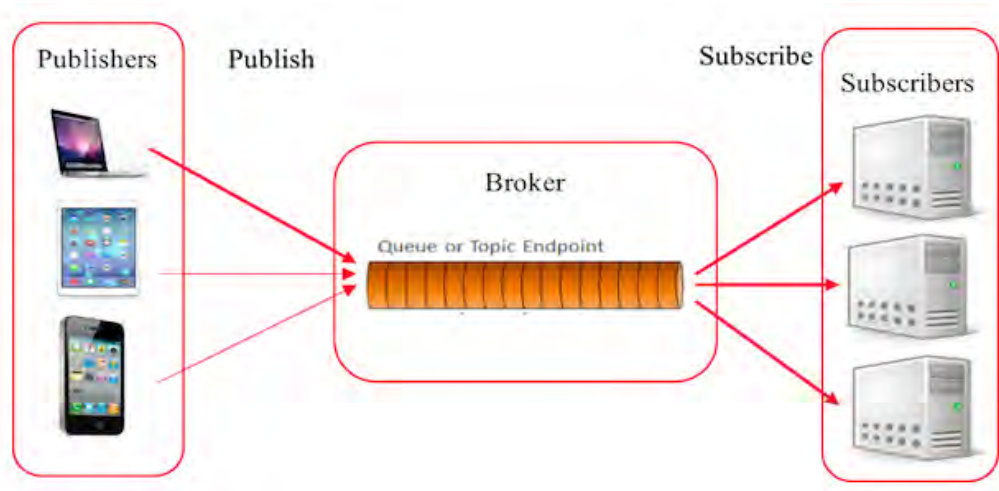 Publishers
Publish
Subscribe
Subscribers
Broker
Queue or Topic Endpoint